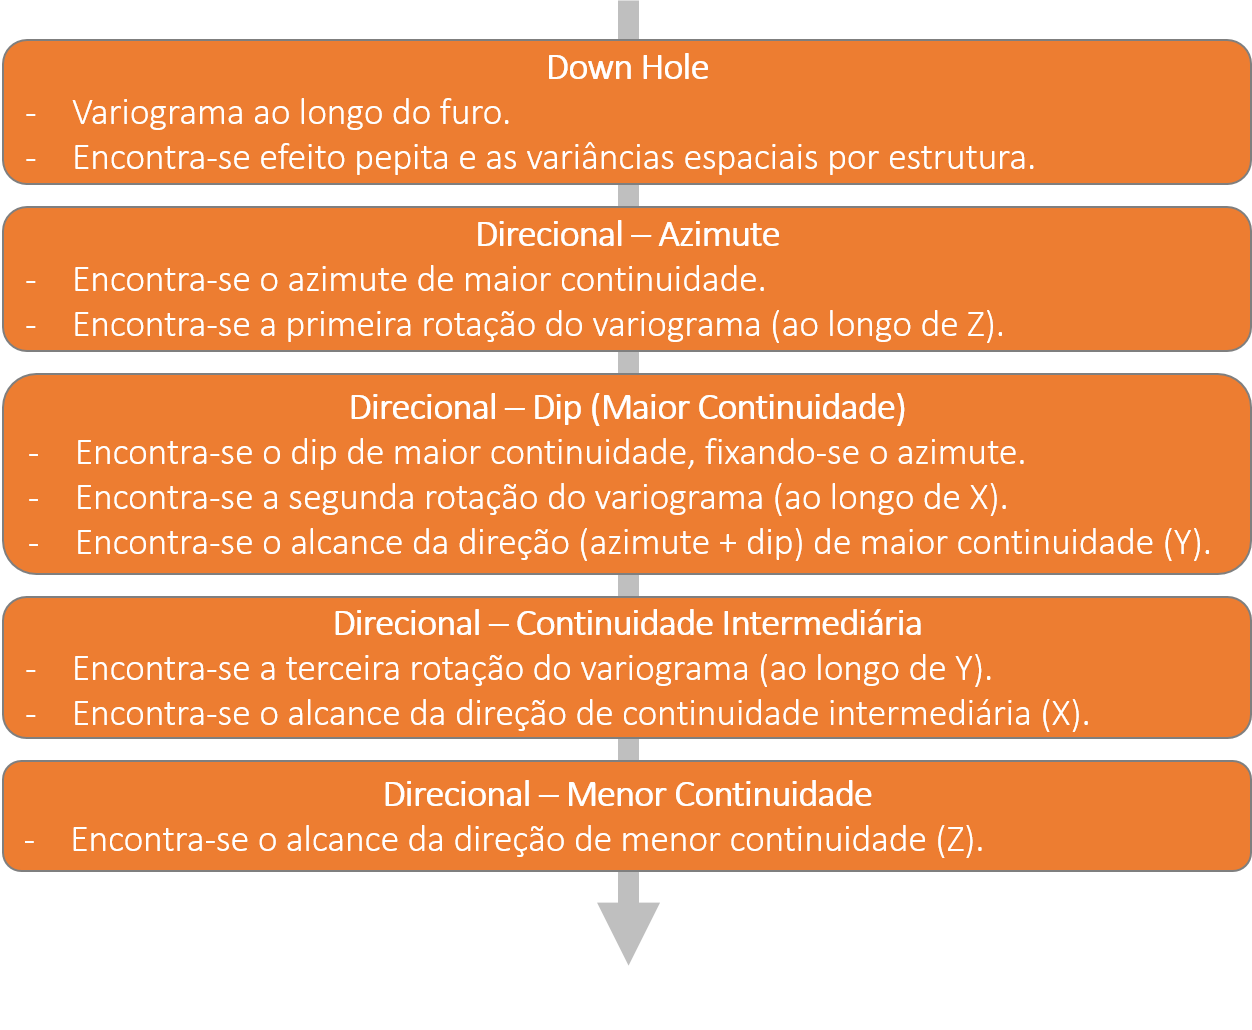 Down Hole
- Variograma ao longo do furo.
- Encontra-se efeito pepita e as variâncias espaciais por estrutura.
Direcional – Azimute
- Encontra-se o azimute de maior continuidade.
- Encontra-se a primeira rotação do variograma (ao longo de Z).
Direcional – Dip (Maior Continuidade)
- Encontra-se o dip de maior continuidade, fixando-se o azimute.
- Encontra-se a segunda rotação do variograma (ao longo de X).
- Encontra-se o alcance da direção (azimute + dip) de maior continuidade (Y).
Direcional – Continuidade Intermediária
- Encontra-se a terceira rotação do variograma (ao longo de Y).
- Encontra-se o alcance da direção de continuidade intermediária (X).
Direcional – Menor Continuidade
- Encontra-se o alcance da direção de menor continuidade (Z).